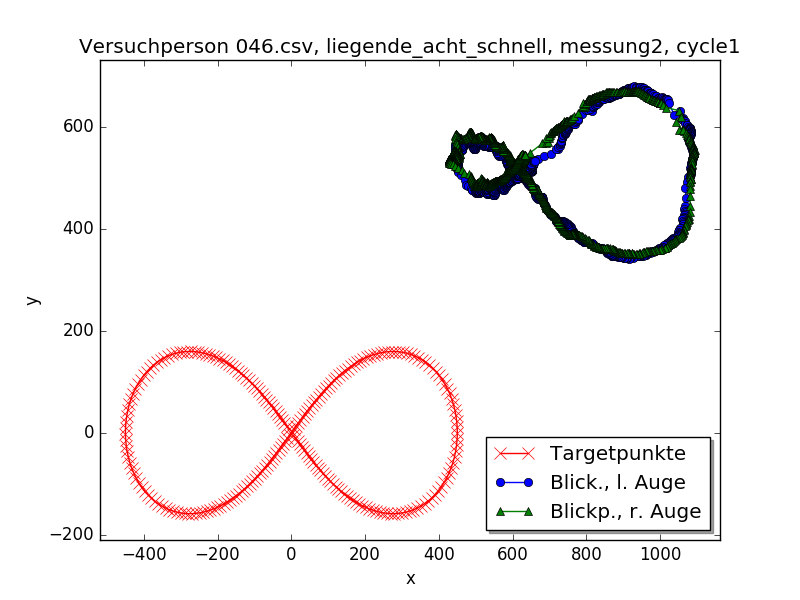 Versuchperson 046.csv, liegende_acht_schnell, messung2, cycle1
y
600
400
200
0
−200
−400
−200
0
200
400
600
800
1000
x
Targetpunkte
Blick., l. Auge
Blickp., r. Auge